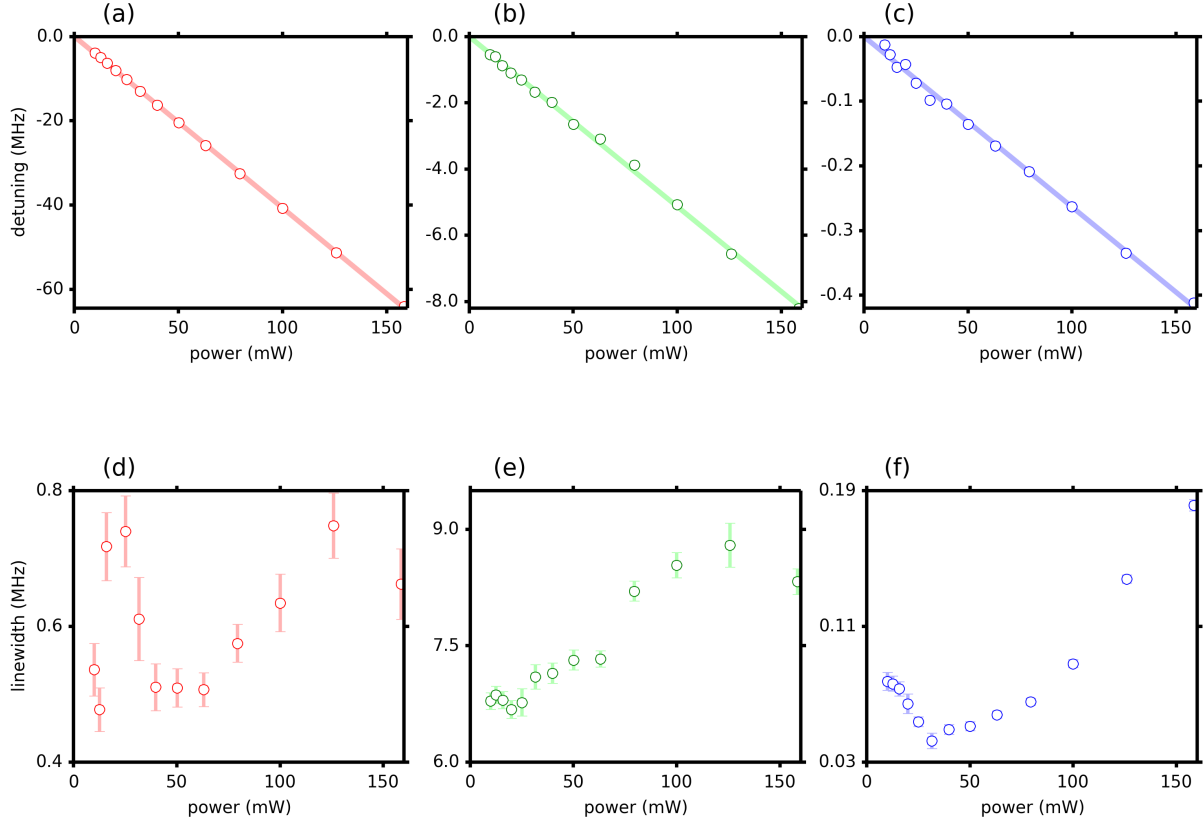 (a) (b) (c)
0.0 -20 -40 -60
detuning (MHz)
0 50 100 150
power (mW)
0.0 -2.0 -4.0 -6.0 -8.0
0 50 100 150
power (mW)
0.0 -0.1 -0.2 -0.3 -0.4
0 50 100 150
power (mW)
(d) (e) (f)
0.8 0.6 0.4
linewidth (MHz)
0 50 100 150
power (mW)
9.0 7.5 6.0
0 50 100 150
power (mW)
0.19 0.11 0.03
0 50 100 150
power (mW)